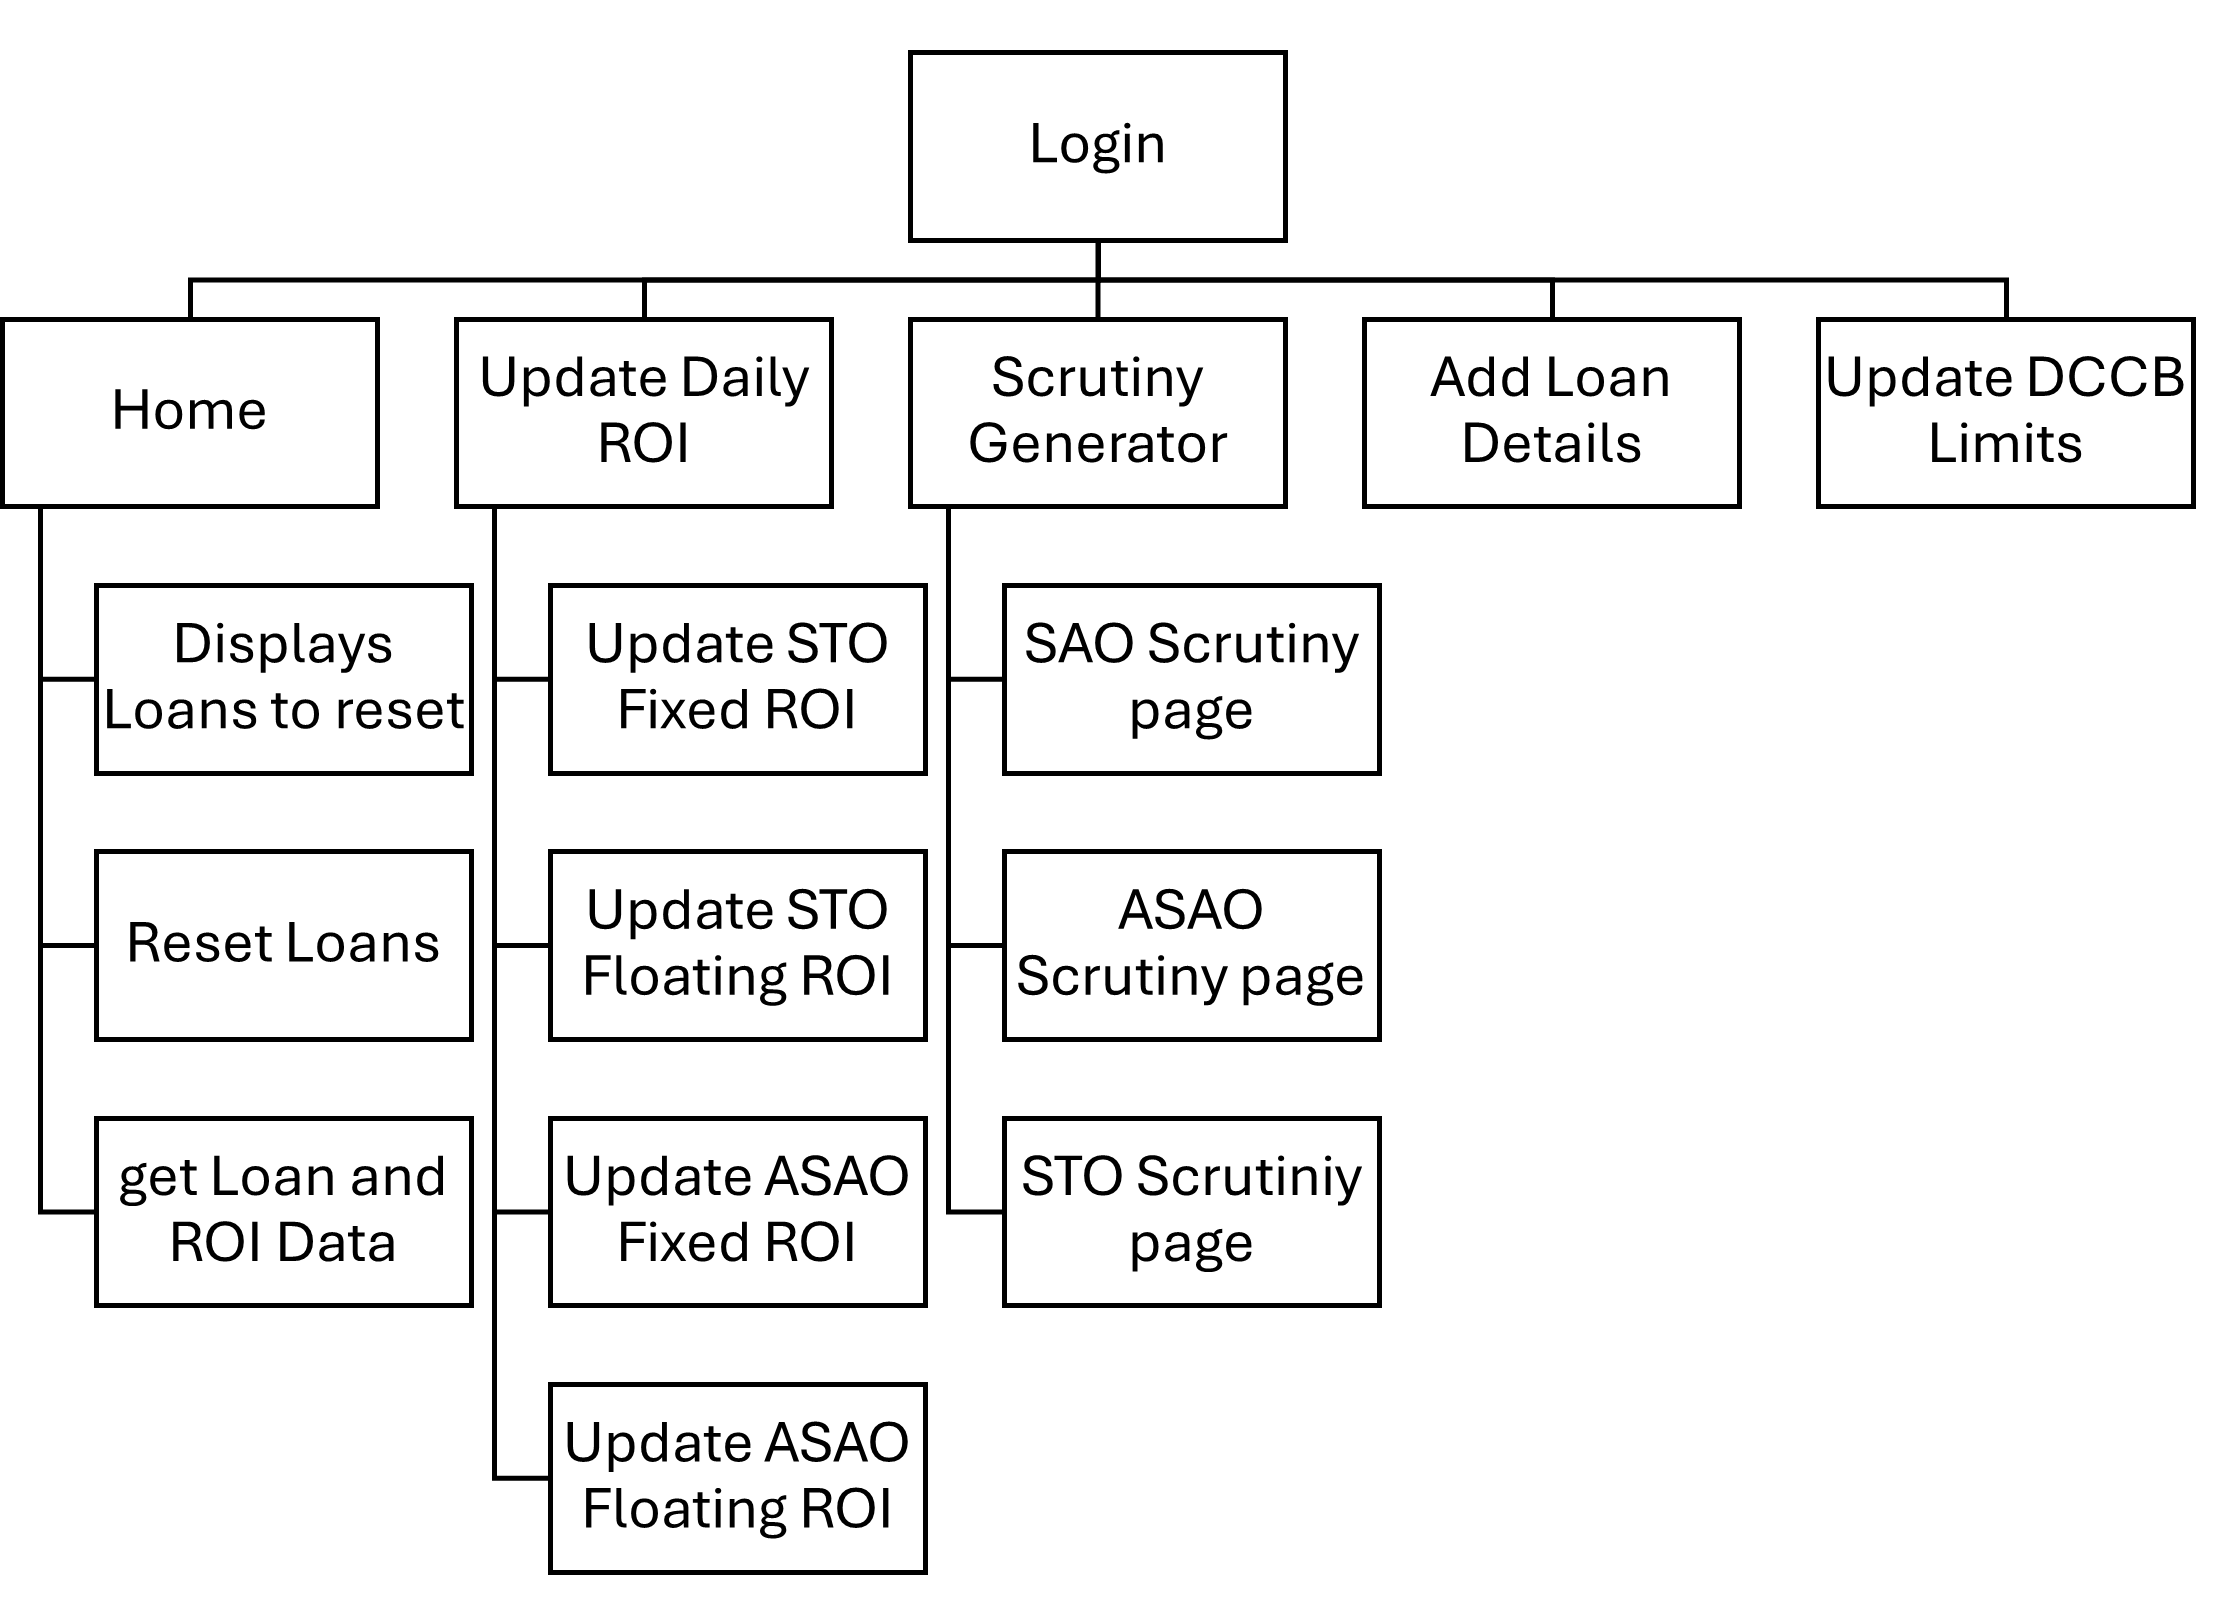 Login
Home
Update Daily
ROI
Scrutiny
Generator
Add Loan
Details
Update DCCB
Limits
Displays
Loans to reset
Reset Loans
get Loan and
ROI Data
Update STO
Fixed ROI
Update STO
Floating ROI
Update ASAO
Fixed ROI
Update ASAO
Floating ROI
SAO Scrutiny
page
ASAO
Scrutiny page
STO Scrutiniy
page